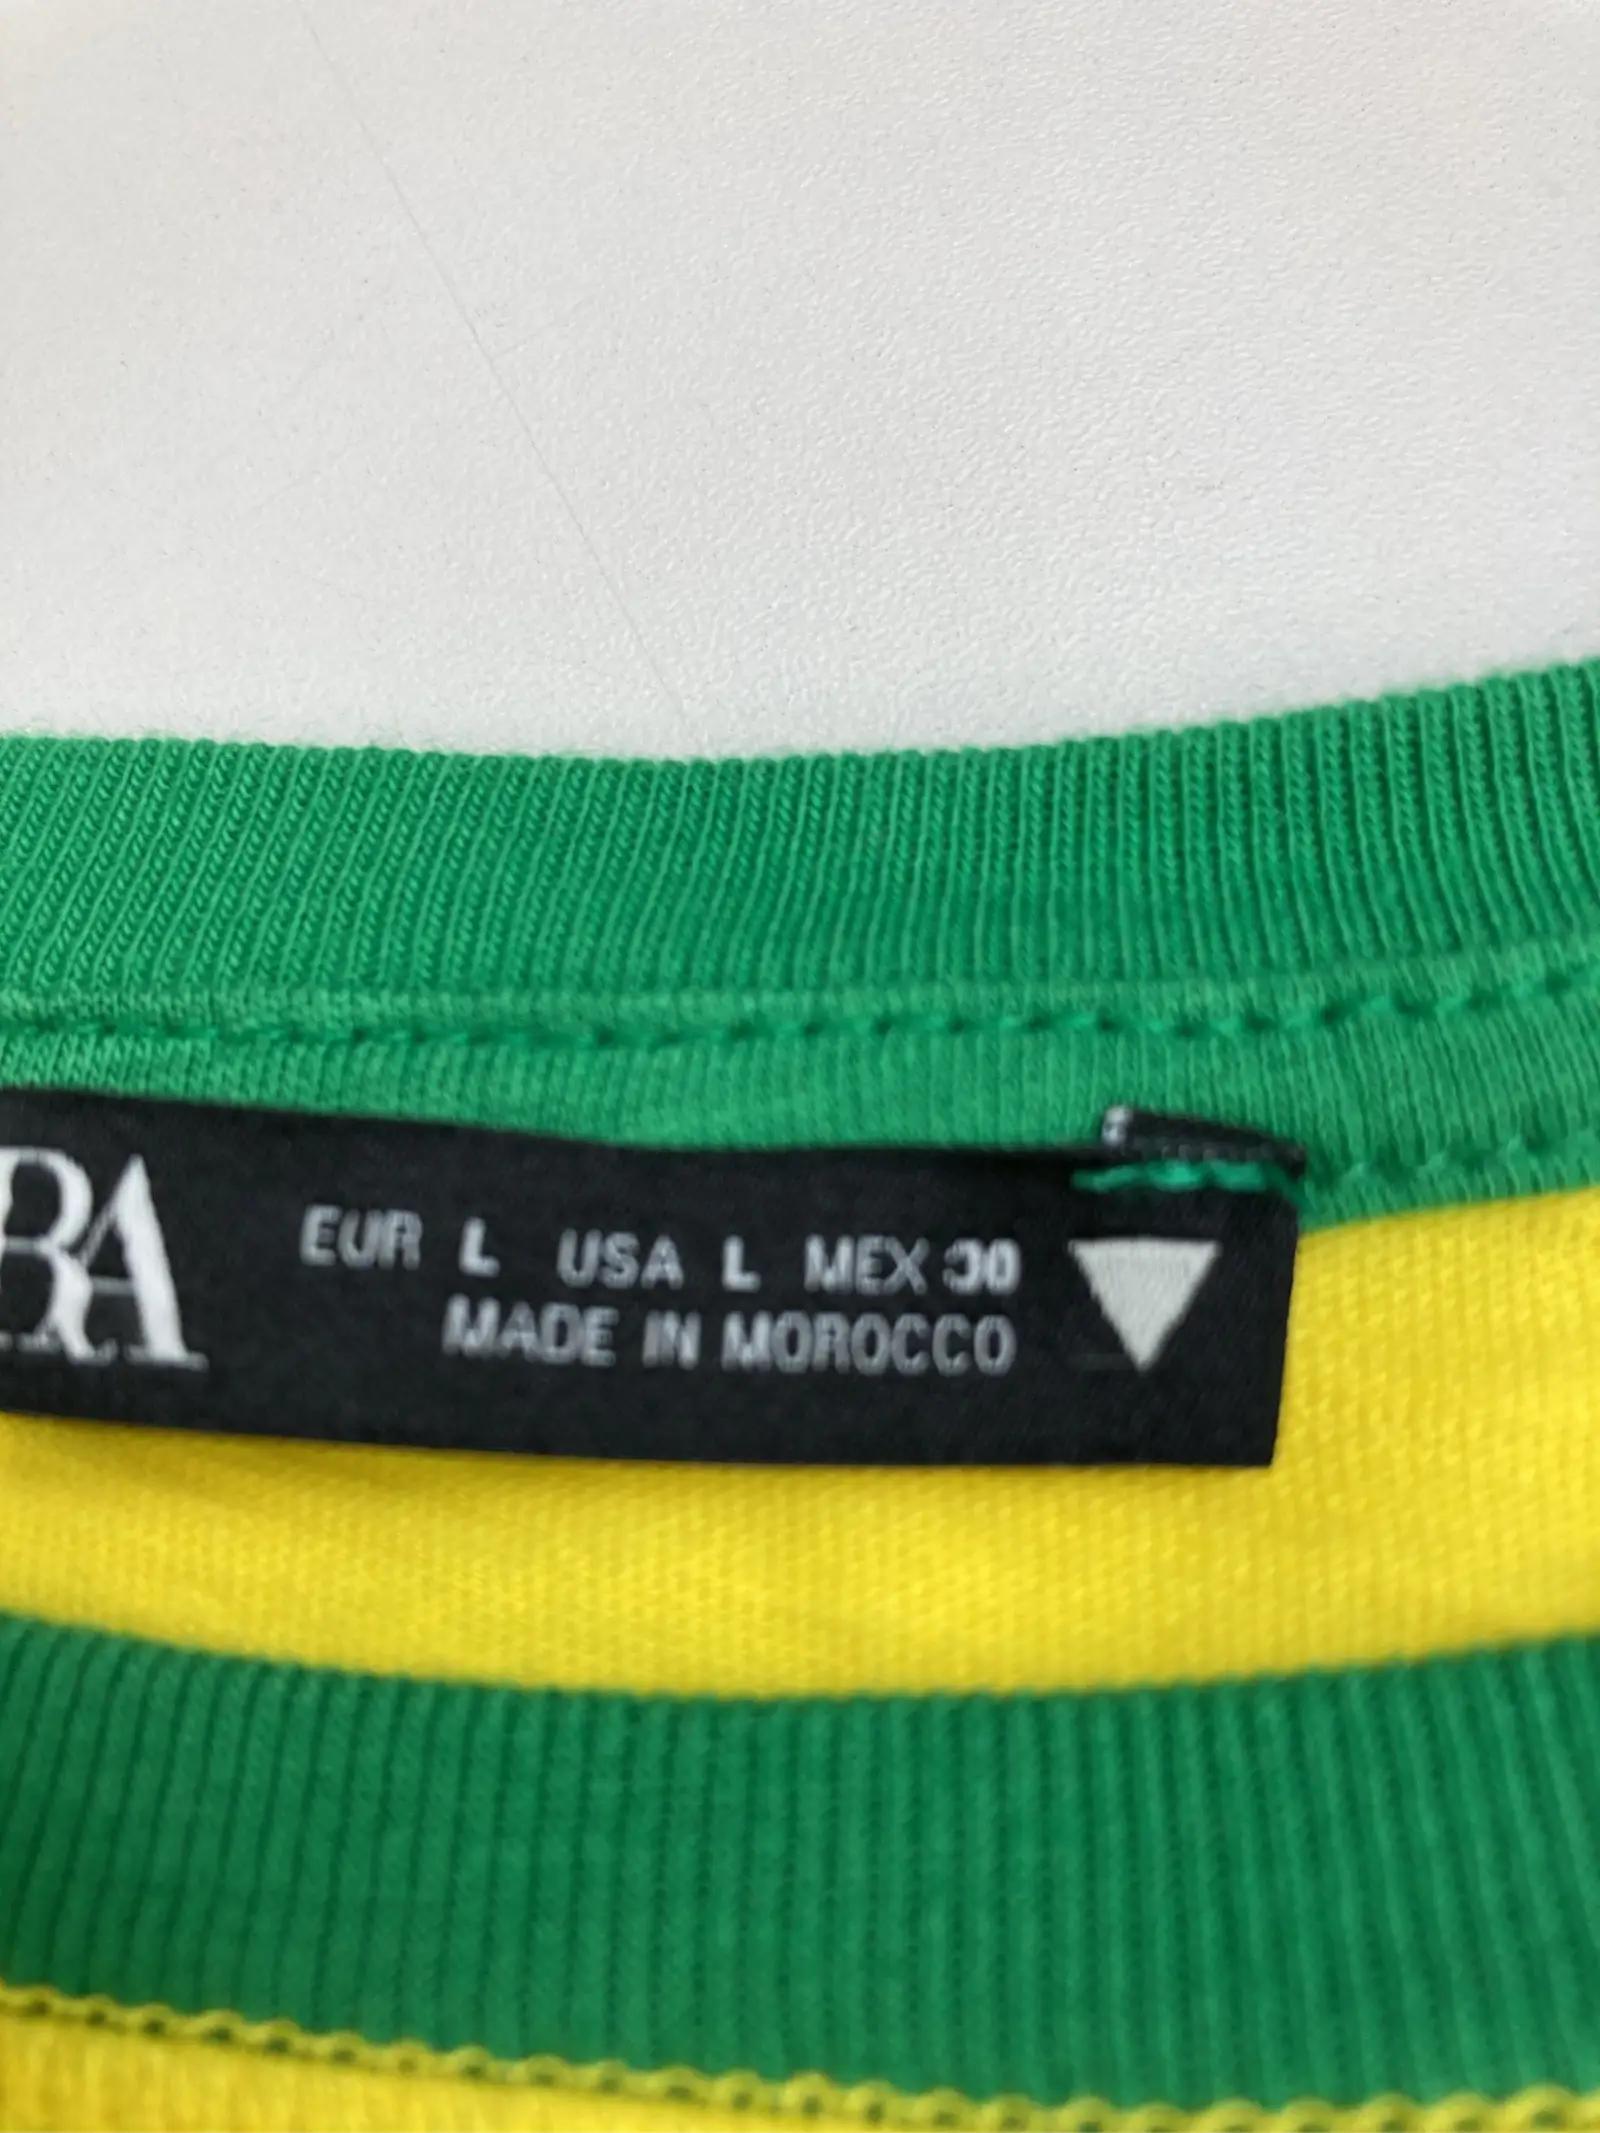 RA
EUR L USA L MEX 30
MADE IN MOROCCO